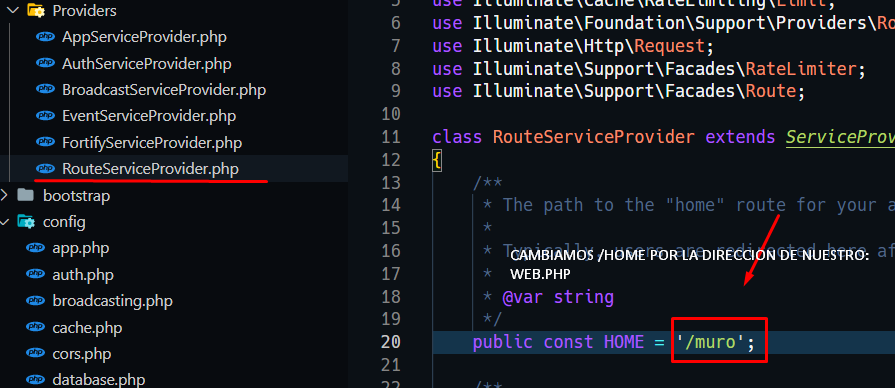 Providers
AppServiceProvider.php
AuthServiceProvider.php
BroadcastServiceProvider.php
EventServiceProvider.php
FortifyServiceProvider.php
RouteServiceProvider.php
bootstrap
config
app.php
auth.php
broadcasting.php
cache.php
cors.php
database.php
use Illuminate\Cache\RateLimiting\Limit;
6 use Illuminate\Foundation\Support\Providers\Ro
7 use Illuminate\Http\Request;
8 use Illuminate\Support\Facades\RateLimiter;
9 use Illuminate\Support\Facades\Route;
10
11 class RouteServiceProvider extends ServiceProv
12 {
13 /**
14 * The path to the "home" route for your a
15 *
16 * Typically, users are redirected here af
CAMBIAMOS /HOME POR LA DIRECCION DE NUESTRO:
WEB.PHP
17 *
18 * @var string
19 */
20 public const HOME = '/muro';
21
22 /**